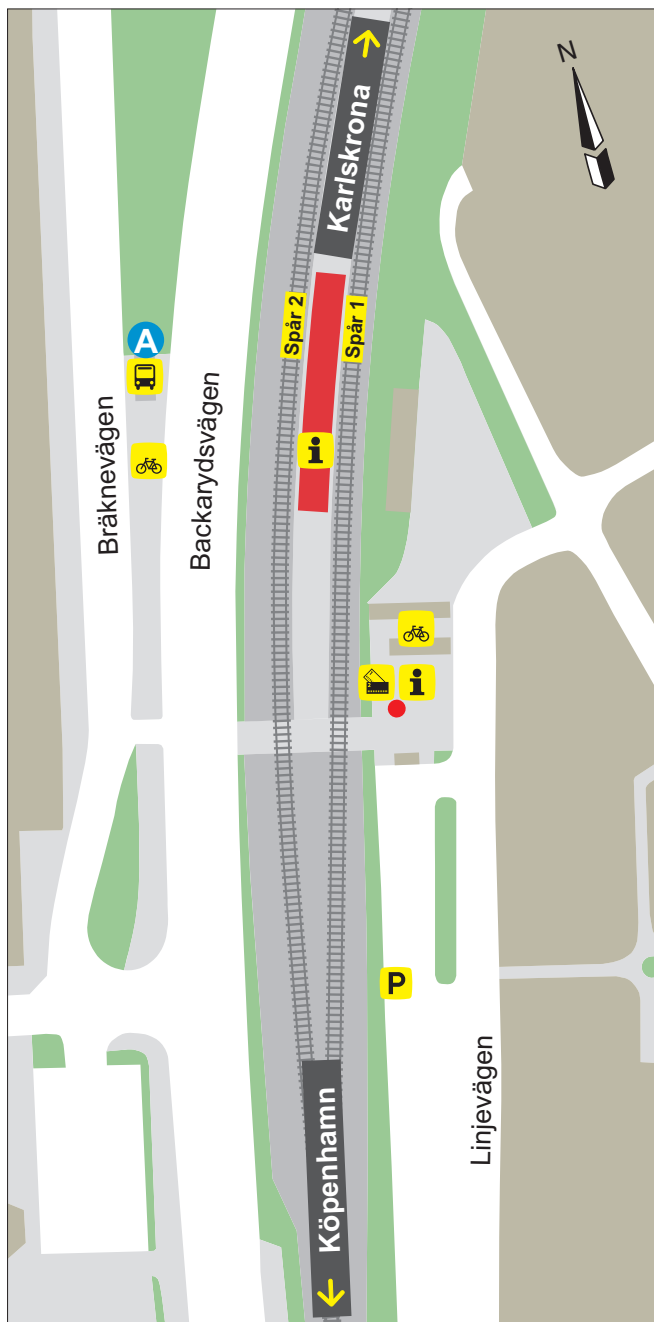 N
Karlskrona
Spår 2
Spår 1
A
Bräknevägen
Backarydsvägen
i
i
P
Linjevägen
Köpenhamn